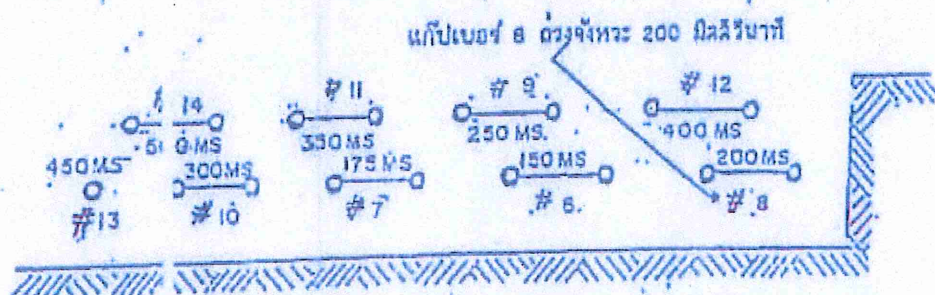 แก๊ปเบอร์ 8 ถ่วงจังหวะ 200 มิลลิวินาที
14 # 11 # 9 # 12
350 MS 250 MS. 400 MS
450 MS 300 MS 175 MS 150 MS 200 MS
# 13 # 10 # 7 # 6. # 8